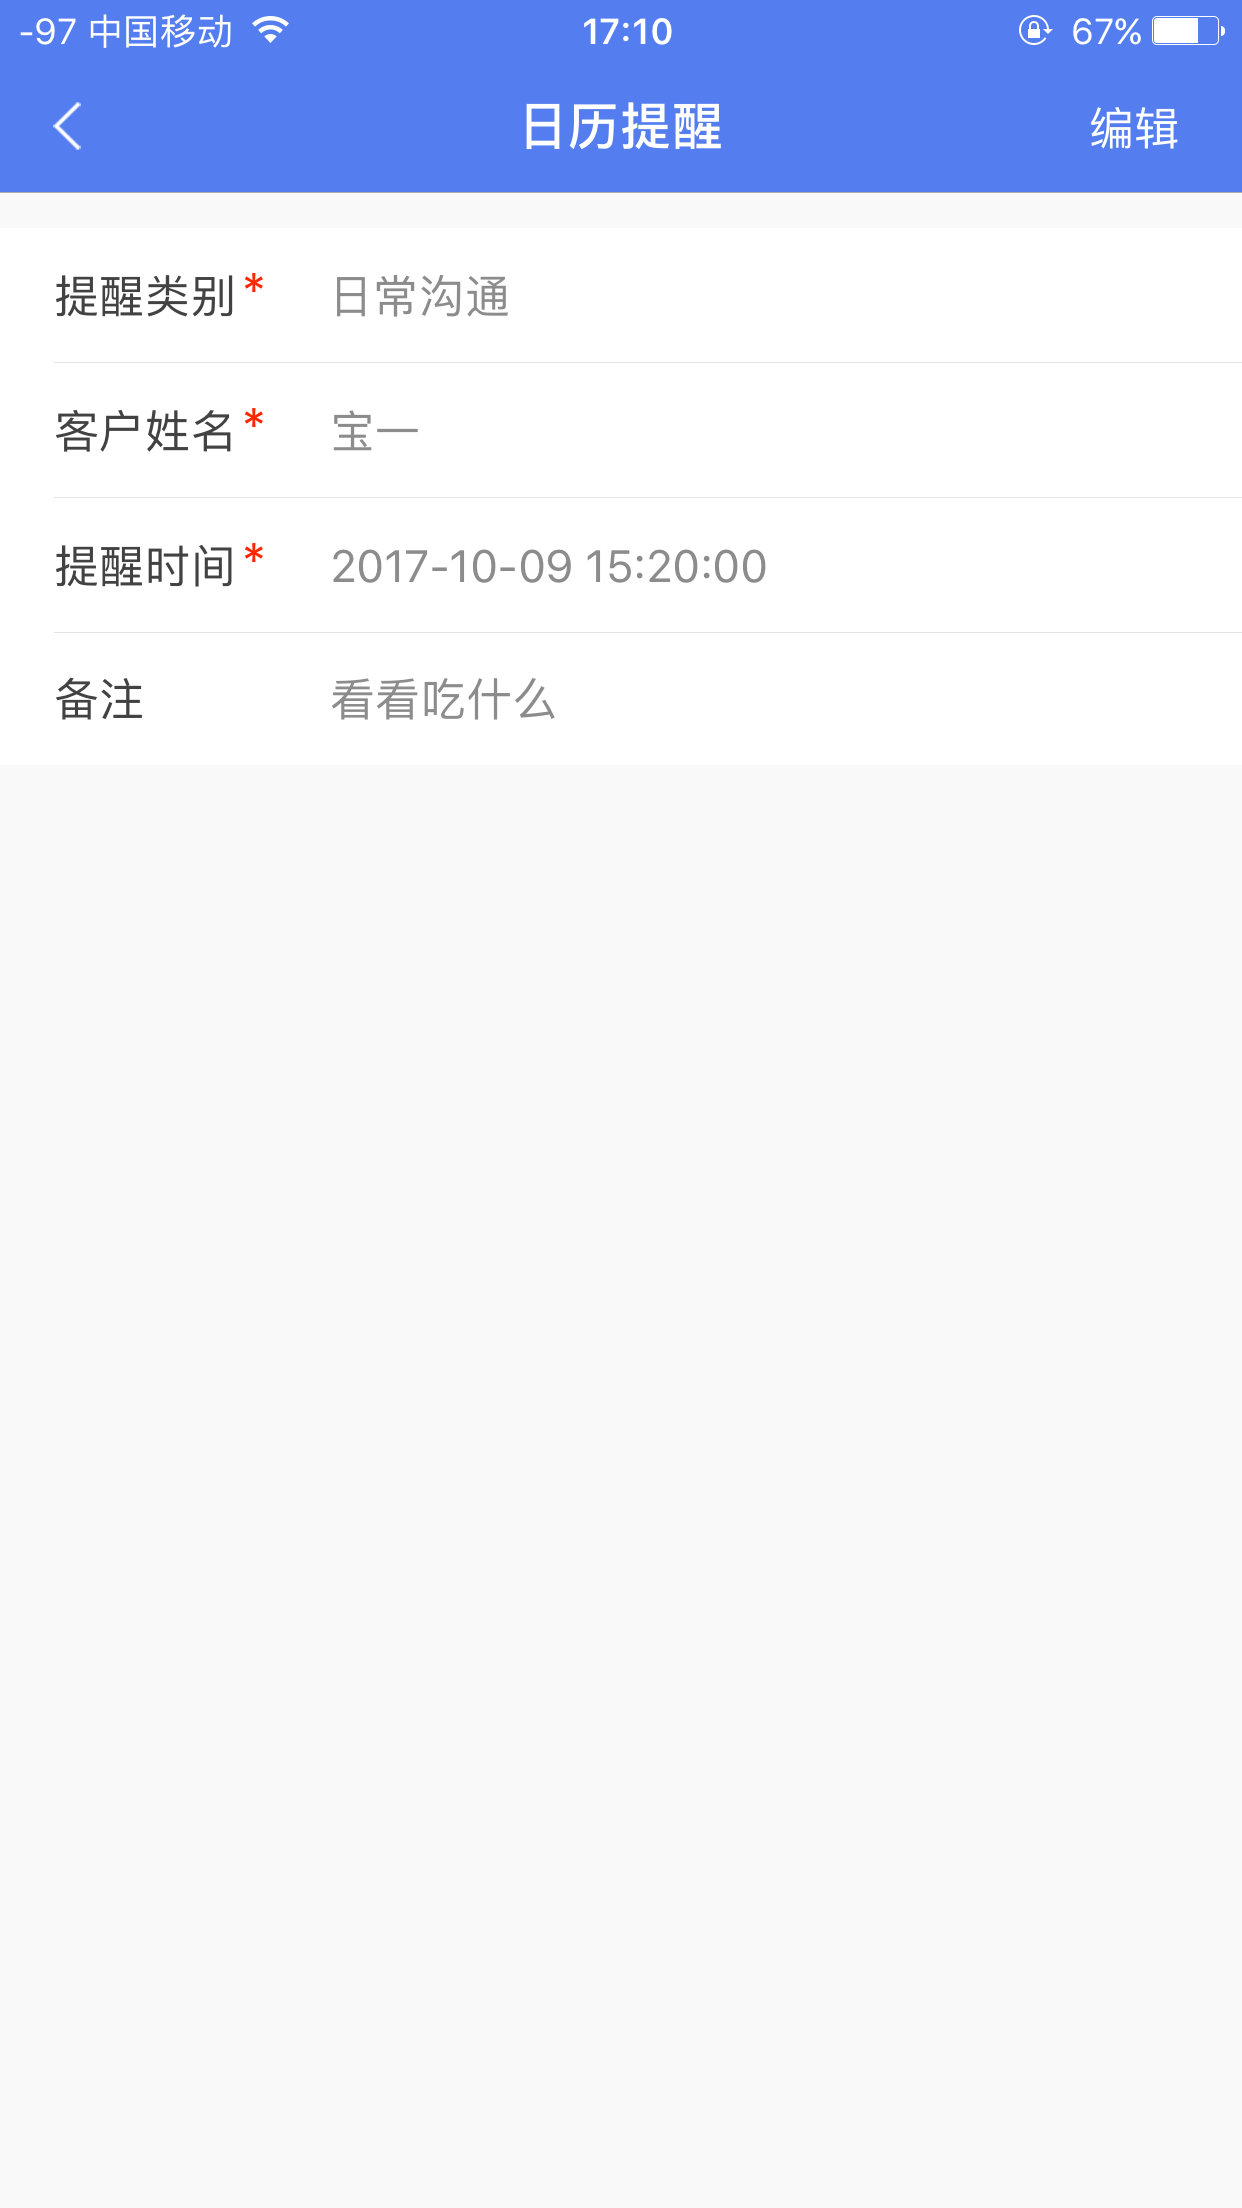 -97 中国移动 17:10 67%
日历提醒 编辑
提醒类别* 日常沟通
客户姓名* 宝一
提醒时间* 2017-10-09 15:20:00
备注 看看吃什么